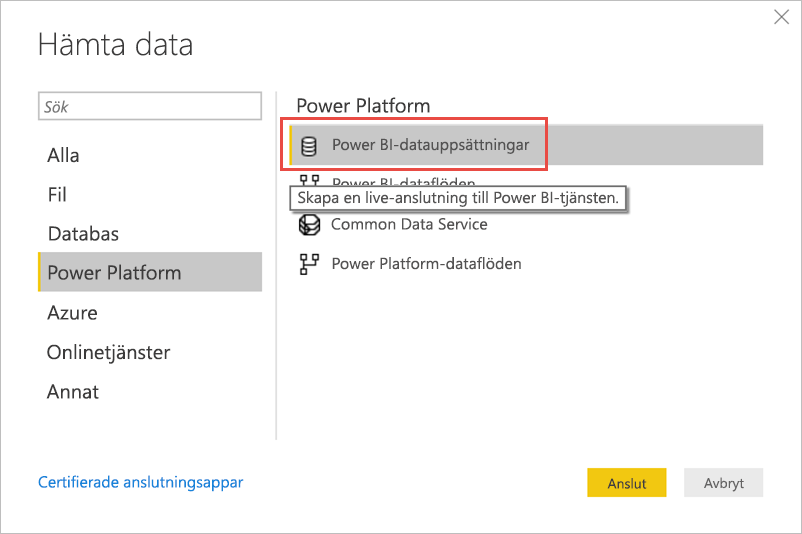 Hämta data
Sök
Alla
Fil
Databas
Power Platform
Azure
Onlinetjänster
Annat
Power Platform
Power BI-datauppsättningar
Power BI-dataflöden
Skapa en live-anslutning till Power BI-tjänsten.
Common Data Service
Power Platform-dataflöden
Certifierade anslutningsappar
Anslut
Avbryt